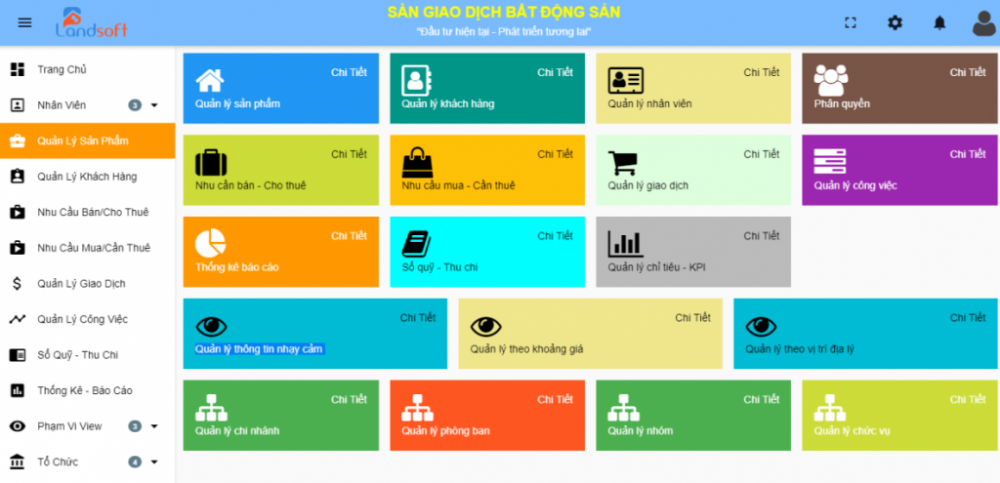 SÀN GIAO DỊCH BẤT ĐỘNG SẢN
"Đầu tư hiện tại - Phát triển tương lai"
Landsoft
Trang Chủ
Nhân Viên 3
Quản Lý Sản Phẩm
Quản Lý Khách Hàng
Nhu Cầu Bán/Cho Thuê
Nhu Cầu Mua/Cần Thuê
Quản Lý Giao Dịch
Quản Lý Công Việc
Sổ Quỹ - Thu Chi
Thống Kê - Báo Cáo
Phạm Vi View 3
Tổ Chức 4
Chi Tiết
Quản lý sản phẩm
Chi Tiết
Quản lý khách hàng
Chi Tiết
Quản lý nhân viên
Chi Tiết
Phân quyền
Chi Tiết
Nhu cần bán - Cho thuê
Chi Tiết
Nhu cầu mua - Cần thuê
Chi Tiết
Quản lý giao dịch
Chi Tiết
Quản lý công việc
Chi Tiết
Thống kê báo cáo
Chi Tiết
Sổ quỹ - Thu chi
Chi Tiết
Quản lý chỉ tiêu - KPI
Chi Tiết
Quản lý thông tin nhạy cảm
Chi Tiết
Quản lý theo khoảng giá
Chi Tiết
Quản lý theo vị trí địa lý
Chi Tiết
Quản lý chi nhánh
Chi Tiết
Quản lý phòng ban
Chi Tiết
Quản lý nhóm
Chi Tiết
Quản lý chức vụ